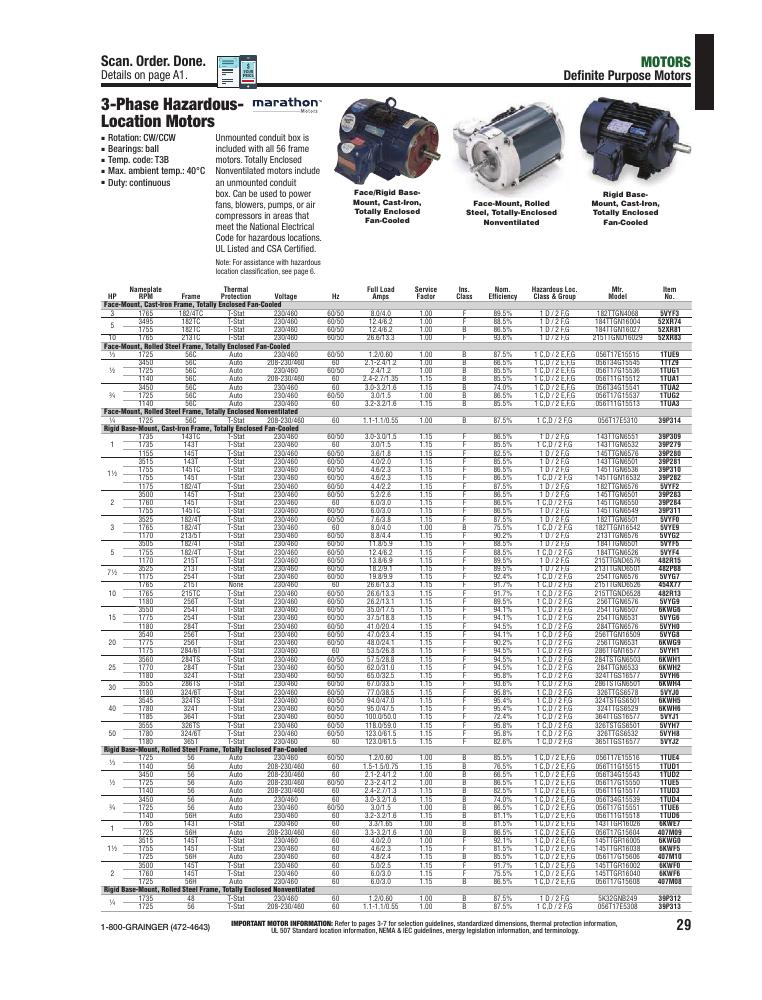 Scan. Order. Done.
Details on page A1.
$ YOUR PRICE
MOTORS
Definite Purpose Motors
3-Phase Hazardous-
Location Motors
marathon™
Motors
▪ Rotation: CW/CCW
▪ Bearings: ball
▪ Temp. code: T3B
▪ Max. ambient temp.: 40°C
▪ Duty: continuous
Unmounted conduit box is
included with all 56 frame
motors. Totally Enclosed
Nonventilated motors include
an unmounted conduit
box. Can be used to power
fans, blowers, pumps, or air
compressors in areas that
meet the National Electrical
Code for hazardous locations.
UL Listed and CSA Certified.
Note: For assistance with hazardous
location classification, see page 6.
Face/Rigid Base-
Mount, Cast-Iron,
Totally Enclosed
Fan-Cooled
Face-Mount, Rolled
Steel, Totally-Enclosed
Nonventilated
Rigid Base-
Mount, Cast-Iron,
Totally Enclosed
Fan-Cooled
HP Nameplate RPM Frame Thermal Protection Voltage Hz Full Load Amps Service Factor Ins. Class Nom. Efficiency Hazardous Loc. Class & Group Mfr. Model Item No.
Face-Mount, Cast-Iron Frame, Totally Enclosed Fan-Cooled
3 1765 182/4TC T-Stat 230/460 60/50 8.0/4.0 1.00 F 89.5% 1 D / 2 F,G 182TTGN4068 5VYF3
5 3495 182TC T-Stat 230/460 60/50 12.4/6.2 1.00 F 88.5% 1 D / 2 F,G 184TTGN16004 52XR74
1755 182TC T-Stat 230/460 60/50 12.4/6.2 1.00 B 86.5% 1 D / 2 F,G 184TTGN16027 52XR81
10 1765 213TC T-Stat 230/460 60/50 26.6/13.3 1.00 F 93.6% 1 D / 2 F,G 215TTGND16029 52XR83
Face-Mount, Rolled Steel Frame, Totally Enclosed Fan-Cooled
⅓ 1725 56C Auto 230/460 60/50 1.2/0.60 1.00 B 87.5% 1 C,D / 2 F,G 056T17E15515 1TUE9
½ 3450 56C Auto 208-230/460 60 2.1-2.4/1.2 1.00 B 66.5% 1 C,D / 2 F,G 056T34G15545 1TTZ9
1725 56C Auto 230/460 60/50 2.4/1.2 1.00 B 85.5% 1 C,D / 2 F,G 056T17G15536 1TUG1
1140 56C Auto 208-230/460 60 2.4-2.7/1.35 1.15 B 85.5% 1 C,D / 2 F,G 056T11G15512 1TUA1
¾ 3450 56C Auto 230/460 60 3.0-3.2/1.6 1.15 B 74.0% 1 C,D / 2 F,G 056T34G15541 1TUA2
1725 56C Auto 230/460 60/50 3.0/1.5 1.00 B 86.5% 1 C,D / 2 F,G 056T17G15537 1TUG2
1140 56C Auto 230/460 60 3.2-3.2/1.6 1.15 B 85.5% 1 C,D / 2 F,G 056T11G15513 1TUA3
Face-Mount, Rolled Steel Frame, Totally Enclosed Nonventilated
¼ 1725 56C T-Stat 208-230/460 60 1.1-1.1/0.55 1.00 B 87.5% 1 C,D / 2 F,G 056T17E5310 39P314
Rigid Base-Mount, Cast-Iron Frame, Totally Enclosed Fan-Cooled
1 1735 143TC T-Stat 230/460 60/50 3.0-3.0/1.5 1.15 F 86.5% 1 D / 2 F,G 143TTGN6551 39P309
1735 143T T-Stat 230/460 60 3.0/1.5 1.15 F 85.5% 1 C,D / 2 F,G 143TTGN6532 39P279
1155 145T T-Stat 230/460 60/50 3.6/1.8 1.15 F 82.5% 1 D / 2 F,G 145TTGN6576 39P280
1½ 3515 143T T-Stat 230/460 60/50 4.0/2.0 1.15 F 86.5% 1 D / 2 F,G 143TTGN6501 39P281
1755 145TC T-Stat 230/460 60/50 4.6/2.3 1.15 F 86.5% 1 D / 2 F,G 145TTGN6536 39P310
1755 145T T-Stat 230/460 60/50 4.6/2.3 1.15 F 86.5% 1 C,D / 2 F,G 145TTGN16532 39P282
1175 182/4T T-Stat 230/460 60/50 4.4/2.2 1.15 F 87.5% 1 D / 2 F,G 182TTGN6576 5VYF2
2 3500 145T T-Stat 230/460 60/50 5.2/2.6 1.15 F 86.5% 1 D / 2 F,G 145TTGN6501 39P283
1760 145T T-Stat 230/460 60 6.0/3.0 1.15 F 86.5% 1 C,D / 2 F,G 145TTGN6550 39P284
1755 145TC T-Stat 230/460 60/50 6.0/3.0 1.15 F 86.5% 1 D / 2 F,G 145TTGN6549 39P311
3 3525 182/4T T-Stat 230/460 60/50 7.6/3.8 1.15 F 87.5% 1 D / 2 F,G 182TTGN6501 5VYF0
1765 182/4T T-Stat 230/460 60 8.0/4.0 1.00 B 75.5% 1 C,D / 2 F,G 182TTGN16542 5VYE9
1170 213/5T T-Stat 230/460 60/50 8.8/4.4 1.15 F 90.2% 1 D / 2 F,G 213TTGN6576 5VYG2
5 3505 182/4T T-Stat 230/460 60/50 11.8/5.9 1.15 F 88.5% 1 D / 2 F,G 184TTGN6501 5VYF5
1755 182/4T T-Stat 230/460 60/50 12.4/6.2 1.15 F 88.5% 1 C,D / 2 F,G 184TTGN6526 5VYF4
1170 215T T-Stat 230/460 60/50 13.8/6.9 1.15 F 89.5% 1 D / 2 F,G 215TTGND6576 482R15
7½ 3525 213T T-Stat 230/460 60/50 18.2/9.1 1.15 F 89.5% 1 D / 2 F,G 213TTGND6501 482P88
1775 254T T-Stat 230/460 60/50 19.8/9.9 1.15 F 92.4% 1 C,D / 2 F,G 254TTGN6576 5VYG7
10 1765 215T None 230/460 60 26.6/13.3 1.15 F 91.7% 1 C,D / 2 F,G 215TTGND6526 454X77
1765 215TC T-Stat 230/460 60/50 26.6/13.3 1.15 F 91.7% 1 C,D / 2 F,G 215TTGND6528 482R13
1180 256T T-Stat 230/460 60/50 26.2/13.1 1.15 F 89.5% 1 C,D / 2 F,G 256TTGN6576 5VYG9
15 3550 254T T-Stat 230/460 60/50 35.0/17.5 1.15 F 94.1% 1 C,D / 2 F,G 254TTGN6507 6KWG6
1775 254T T-Stat 230/460 60/50 37.5/18.8 1.15 F 94.1% 1 C,D / 2 F,G 254TTGN6531 5VYG6
1180 284T T-Stat 230/460 60/50 41.0/20.4 1.15 F 94.5% 1 C,D / 2 F,G 284TTGN6576 5VYH0
20 3540 256T T-Stat 230/460 60/50 47.0/23.4 1.15 F 94.1% 1 C,D / 2 F,G 256TTGN16509 5VYG8
1775 256T T-Stat 230/460 60/50 48.0/24.1 1.15 F 90.2% 1 C,D / 2 F,G 256TTGN6531 6KWG9
1175 284/6T T-Stat 230/460 60 53.5/26.8 1.15 F 94.5% 1 C,D / 2 F,G 286TTGN16577 5VYH1
25 3560 284TS T-Stat 230/460 60/50 57.5/28.8 1.15 F 94.5% 1 C,D / 2 F,G 284TSTGN6503 6KWH1
1770 284T T-Stat 230/460 60/50 62.0/31.0 1.15 F 94.5% 1 C,D / 2 F,G 284TTGN6533 6KWH2
1180 324T T-Stat 230/460 60/50 65.0/32.5 1.15 F 94.5% 1 C,D / 2 F,G 324TTGS16577 5VYH6
30 3555 286TS T-Stat 230/460 60/50 67.0/33.5 1.15 F 93.6% 1 C,D / 2 F,G 286TSTGN6501 6KWH4
1180 324/6T T-Stat 230/460 60/50 77.0/38.5 1.15 F 95.8% 1 C,D / 2 F,G 326TTGS6578 5VYJ0
40 3545 324TS T-Stat 230/460 60/50 94.0/47.0 1.15 F 95.4% 1 C,D / 2 F,G 324TSTGS6501 6KWH5
1780 324T T-Stat 230/460 60/50 95.0/47.5 1.15 F 95.4% 1 C,D / 2 F,G 324TTGS6529 6KWH6
1185 364T T-Stat 230/460 60 100.0/50.0 1.15 F 72.4% 1 C,D / 2 F,G 364TTGS16577 5VYJ1
50 3555 326TS T-Stat 230/460 60/50 118.0/59.0 1.15 F 95.8% 1 C,D / 2 F,G 326TSTGS6501 5VYH7
1780 324/6T T-Stat 230/460 60/50 123.0/61.5 1.15 F 95.8% 1 C,D / 2 F,G 326TTGS6532 5VYH8
1180 365T T-Stat 230/460 60 123.0/61.5 1.15 F 82.6% 1 C,D / 2 F,G 365TTGS16577 5VYJ2
Rigid Base-Mount, Rolled Steel Frame, Totally Enclosed Fan-Cooled
⅓ 1725 56 Auto 230/460 60/50 1.2/0.60 1.00 B 85.5% 1 C,D / 2 F,G 056T17E15516 1TUE4
1140 56 Auto 208-230/460 60 1.5-1.5/0.75 1.15 B 76.5% 1 C,D / 2 F,G 056T11G15515 1TUD1
½ 3450 56 Auto 208-230/460 60 2.1-2.4/1.2 1.00 B 66.5% 1 C,D / 2 F,G 056T34G15543 1TUD2
1725 56 Auto 208-230/460 60/50 2.3-2.4/1.2 1.00 B 86.5% 1 C,D / 2 F,G 056T17G15550 1TUE5
1140 56 Auto 208-230/460 60 2.4-2.7/1.3 1.15 B 82.5% 1 C,D / 2 F,G 056T11G15517 1TUD3
¾ 3450 56 Auto 230/460 60 3.0-3.2/1.6 1.15 B 74.0% 1 C,D / 2 F,G 056T34G15539 1TUD4
1725 56 Auto 230/460 60/50 3.0/1.5 1.00 B 86.5% 1 C,D / 2 F,G 056T17G15551 1TUE6
1140 56H Auto 230/460 60 3.2-3.2/1.6 1.15 B 81.1% 1 C,D / 2 F,G 056T11G15518 1TUD6
1 1765 143T T-Stat 230/460 60 3.3/1.65 1.00 B 81.5% 1 C,D / 2 E,F,G 143TTGR16026 6KWE7
1725 56H Auto 208-230/460 60 3.3-3.2/1.6 1.00 B 86.5% 1 C,D / 2 E,F,G 056T17G15604 407M09
1½ 3515 145T T-Stat 230/460 60 4.0/2.0 1.00 F 92.1% 1 C,D / 2 E,F,G 145TTGR16005 6KWG0
1755 145T T-Stat 230/460 60 4.6/2.3 1.15 F 81.5% 1 C,D / 2 E,F,G 145TTGR16038 6KWF5
1725 56H Auto 230/460 60 4.8/2.4 1.15 B 85.5% 1 C,D / 2 E,F,G 056T17G15606 407M10
2 3500 145T T-Stat 230/460 60 5.0/2.5 1.15 F 91.7% 1 C,D / 2 E,F,G 145TTGR16002 6KWF0
1760 145T T-Stat 230/460 60 6.0/3.0 1.15 F 75.5% 1 C,D / 2 E,F,G 145TTGR16040 6KWF6
1725 56H Auto 230/460 60 6.0/3.0 1.15 B 86.5% 1 C,D / 2 E,F,G 056T17G15608 407M08
Rigid Base-Mount, Rolled Steel Frame, Totally Enclosed Nonventilated
¼ 1735 48 T-Stat 230/460 60 1.2/0.60 1.00 B 87.5% 1 D / 2 F,G 5K32GNB249 39P312
1725 56 T-Stat 208-230/460 60 1.1-1.1/0.55 1.00 B 87.5% 1 C,D / 2 F,G 056T17E5308 39P313
1-800-GRAINGER (472-4643)
IMPORTANT MOTOR INFORMATION: Refer to pages 3-7 for selection guidelines, standardized dimensions, thermal protection information,
UL 507 Standard location information, NEMA & IEC guidelines, energy legislation information, and terminology.
29